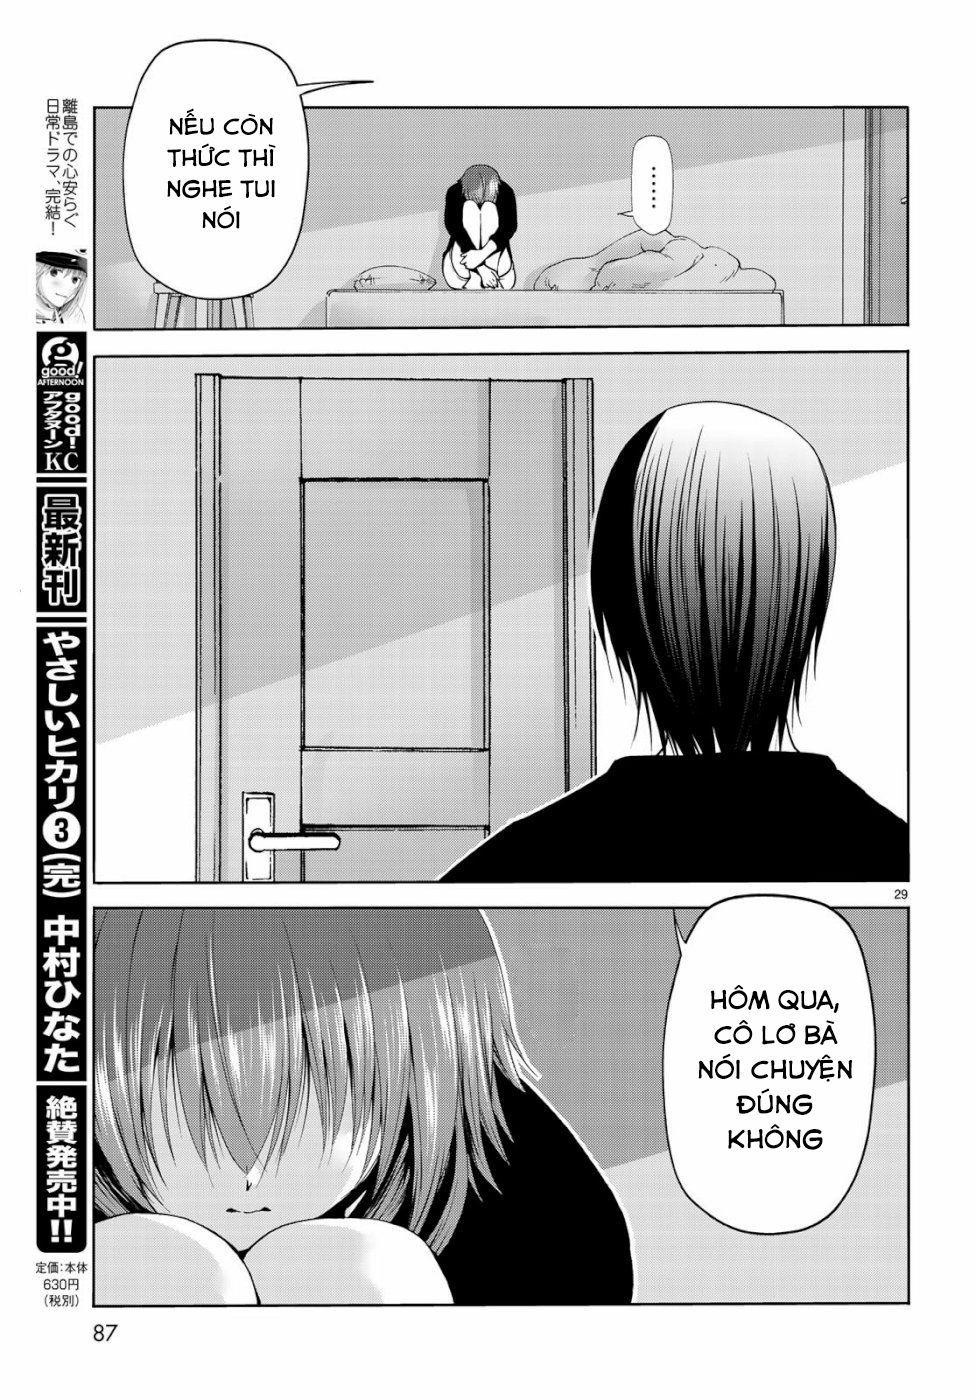 NẾU CÒN
THỨC THÌ
NGHE TUI
NÓI
……
29
HÔM QUA,
CÔ LƠ BÀ
NÓI CHUYỆN
ĐÚNG
KHÔNG
離島での心安らぐ
日常ドラマ、完結！
g
good!
AFTERNOON
good!
アフタヌーン
KC
最新刊
やさしいヒカリ③（完）中村ひなた
絶賛発売中!!
定価：本体
630円
（税別）
87